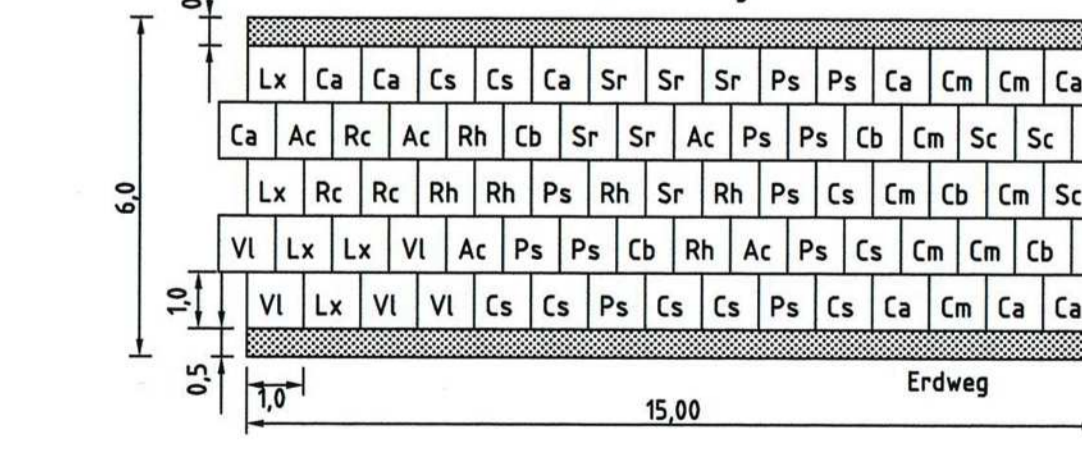 Lx Ca Ca Cs Cs Ca Sr Sr Sr Ps Ps Ca Cm Cm Ca
Ca Ac Rc Ac Rh Cb Sr Sr Ac Ps Ps Cb Cm Sc Sc
6,0
Lx Rc Rc Rh Rh Ps Rh Sr Rh Ps Cs Cm Cb Cm Sc
Vl Lx Lx Vl Ac Ps Ps Cb Rh Ac Ps Cs Cm Cm Cb
1,0
Vl Lx Vl Vl Cs Cs Ps Cs Cs Ps Cs Ca Cm Ca Ca
0,5
1,0
Erdweg
15,00